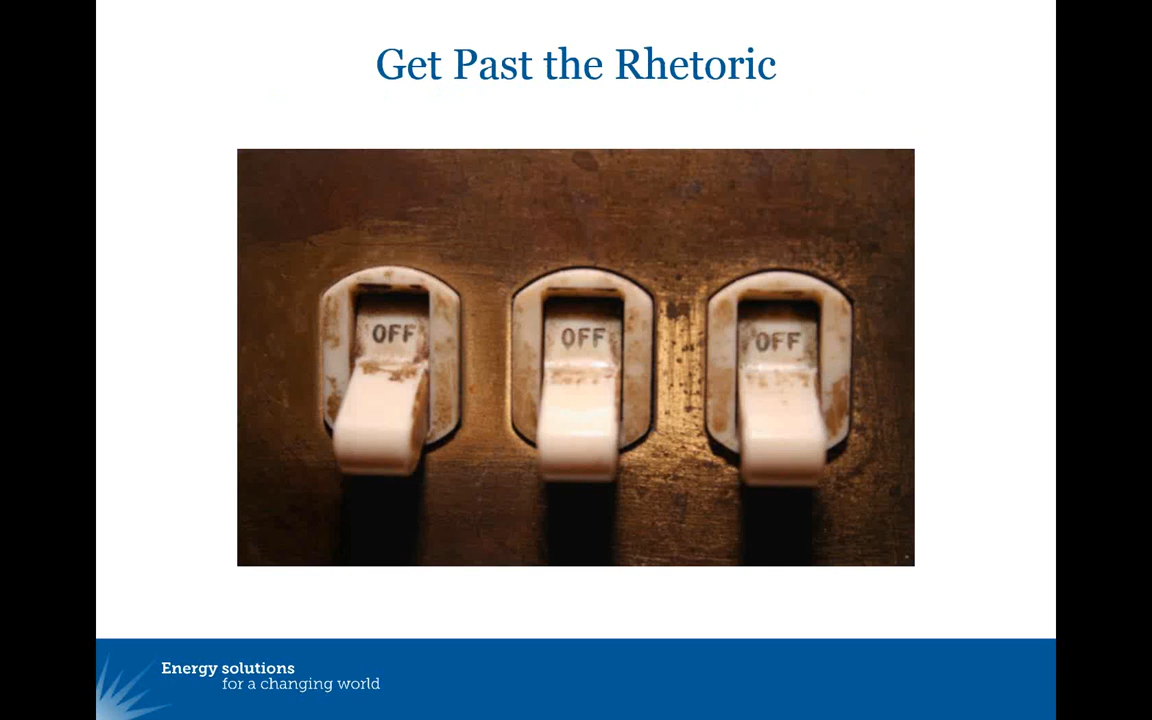 Get Past the Rhetoric
OFF OFF OFF
Energy solutions
for a changing world